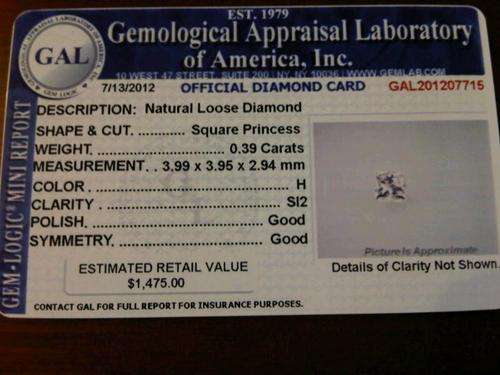 EST. 1979
Gemological Appraisal Laboratory
of America, Inc.
GAL
GEM LOGIC
10 WEST 47 STREET, SUITE 200 NY, NY 10036 WWW.GEMLAB.COM
7/13/2012 OFFICIAL DIAMOND CARD GAL201207715
GEM-LOGIC® MINI REPORT
DESCRIPTION: Natural Loose Diamond
SHAPE & CUT. ........... Square Princess
WEIGHT. .......................... 0.39 Carats
MEASUREMENT. . 3.99 x 3.95 x 2.94 mm
COLOR . ......................................... H
CLARITY ....................................... SI2
POLISH. ..................................... Good
SYMMETRY. ............................... Good
Picture is Approximate
Details of Clarity Not Shown.
ESTIMATED RETAIL VALUE
$1,475.00
CONTACT GAL FOR FULL REPORT FOR INSURANCE PURPOSES.